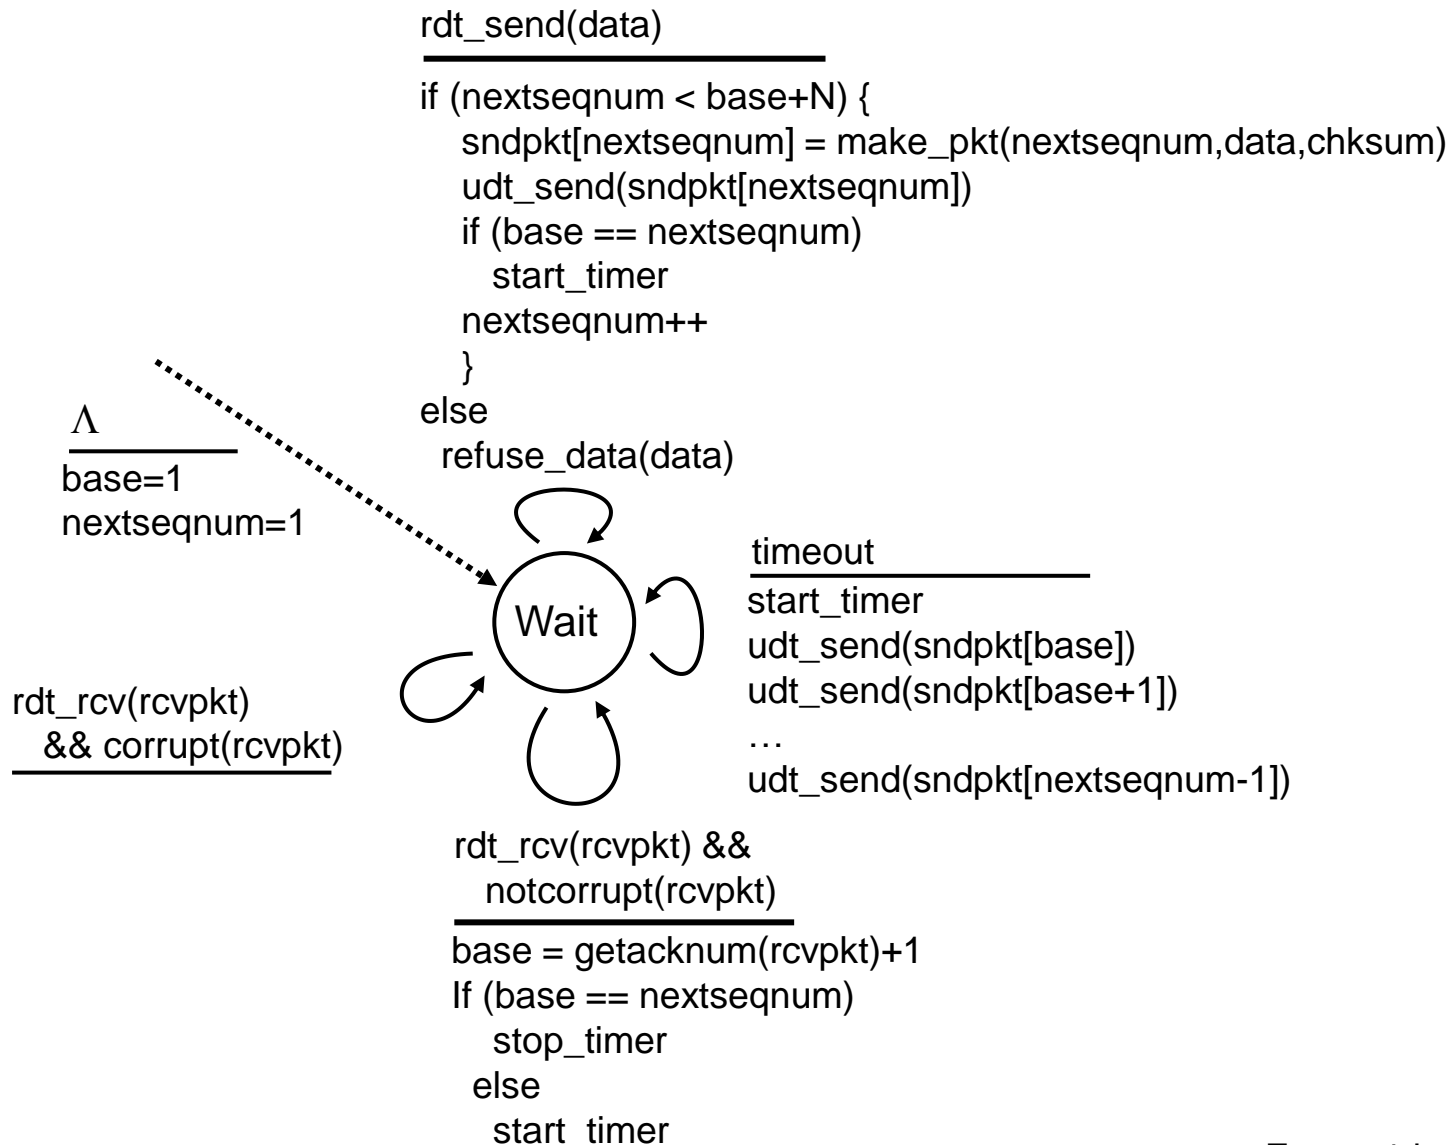 rdt_send(data)
if (nextseqnum < base+N) {
sndpkt[nextseqnum] = make_pkt(nextseqnum,data,chksum)
udt_send(sndpkt[nextseqnum])
if (base == nextseqnum)
start_timer
nextseqnum++
}
else
refuse_data(data)
Λ
base=1
nextseqnum=1
Wait
timeout
start_timer
udt_send(sndpkt[base])
udt_send(sndpkt[base+1])
…
udt_send(sndpkt[nextseqnum-1])
rdt_rcv(rcvpkt)
&& corrupt(rcvpkt)
rdt_rcv(rcvpkt) &&
notcorrupt(rcvpkt)
base = getacknum(rcvpkt)+1
If (base == nextseqnum)
stop_timer
else
start_timer